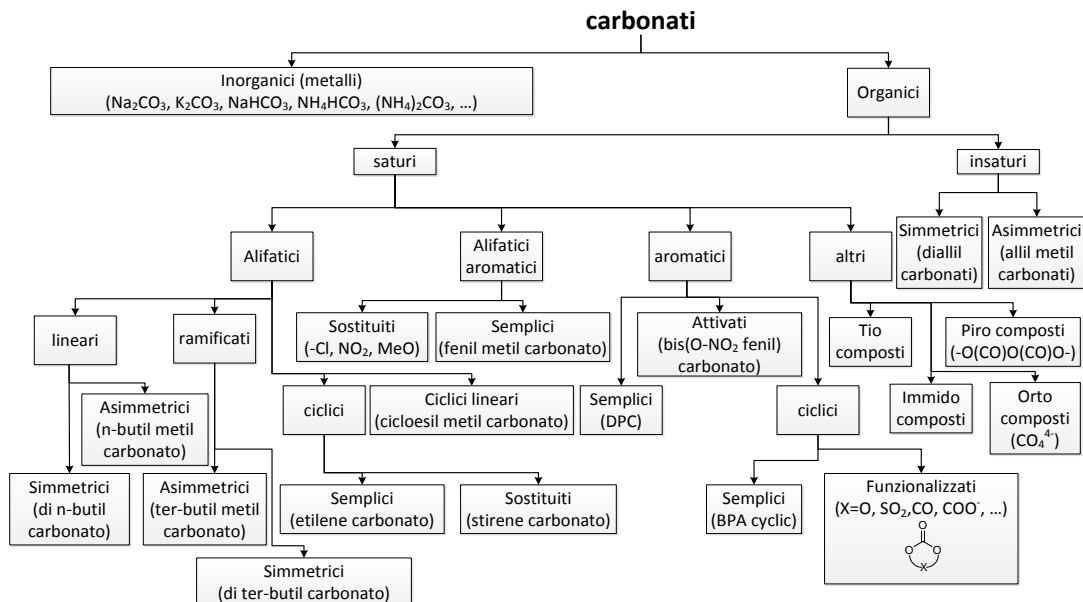 carbonati
Inorganici (metalli)
(Na₂CO₃, K₂CO₃, NaHCO₃, NH₄HCO₃, (NH₄)₂CO₃, ...)
Organici
saturi
insaturi
Alifatici
Alifatici
aromatici
aromatici
altri
Simmetrici
(diallil
carbonati)
Asimmetrici
(allil metil
carbonati)
lineari
ramificati
Sostituiti
(-Cl, NO₂, MeO)
Semplici
(fenil metil carbonato)
Attivati
(bis(O-NO₂ fenil)
carbonato)
Tio
composti
Piro composti
(-O(CO)O(CO)O-)
Asimmetrici
(n-butil metil
carbonato)
ciclici
Ciclici lineari
(cicloesil metil carbonato)
Semplici
(DPC)
ciclici
Immido
composti
Orto
composti
(CO₄⁴⁻)
Simmetrici
(di n-butil
carbonato)
Asimmetrici
(ter-butil metil
carbonato)
Semplici
(etilene carbonato)
Sostituiti
(stirene carbonato)
Semplici
(BPA cyclic)
Funzionalizzati
(X=O, SO₂,CO, COO⁻, ...)
O
O O
X
Simmetrici
(di ter-butil carbonato)